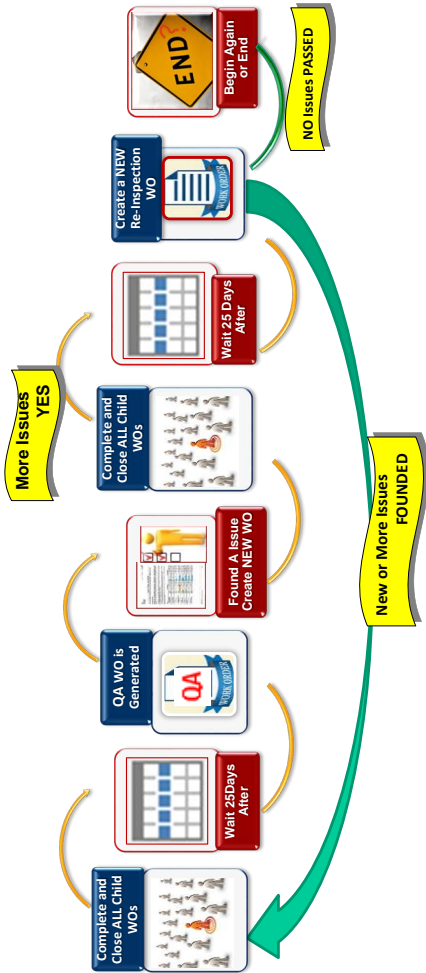 Complete and
Close ALL Child
WOs
Wait 25Days
After
QA WO is
Generated
QA
WORK ORDER
Found A Issue
Create NEW WO
More Issues
YES
Complete and
Close ALL Child
WOs
Wait 25 Days
After
Create a NEW
Re-Inspection
WO
WORK ORDER
END?
Begin Again
or End
NO Issues PASSED
New or More Issues
FOUNDED